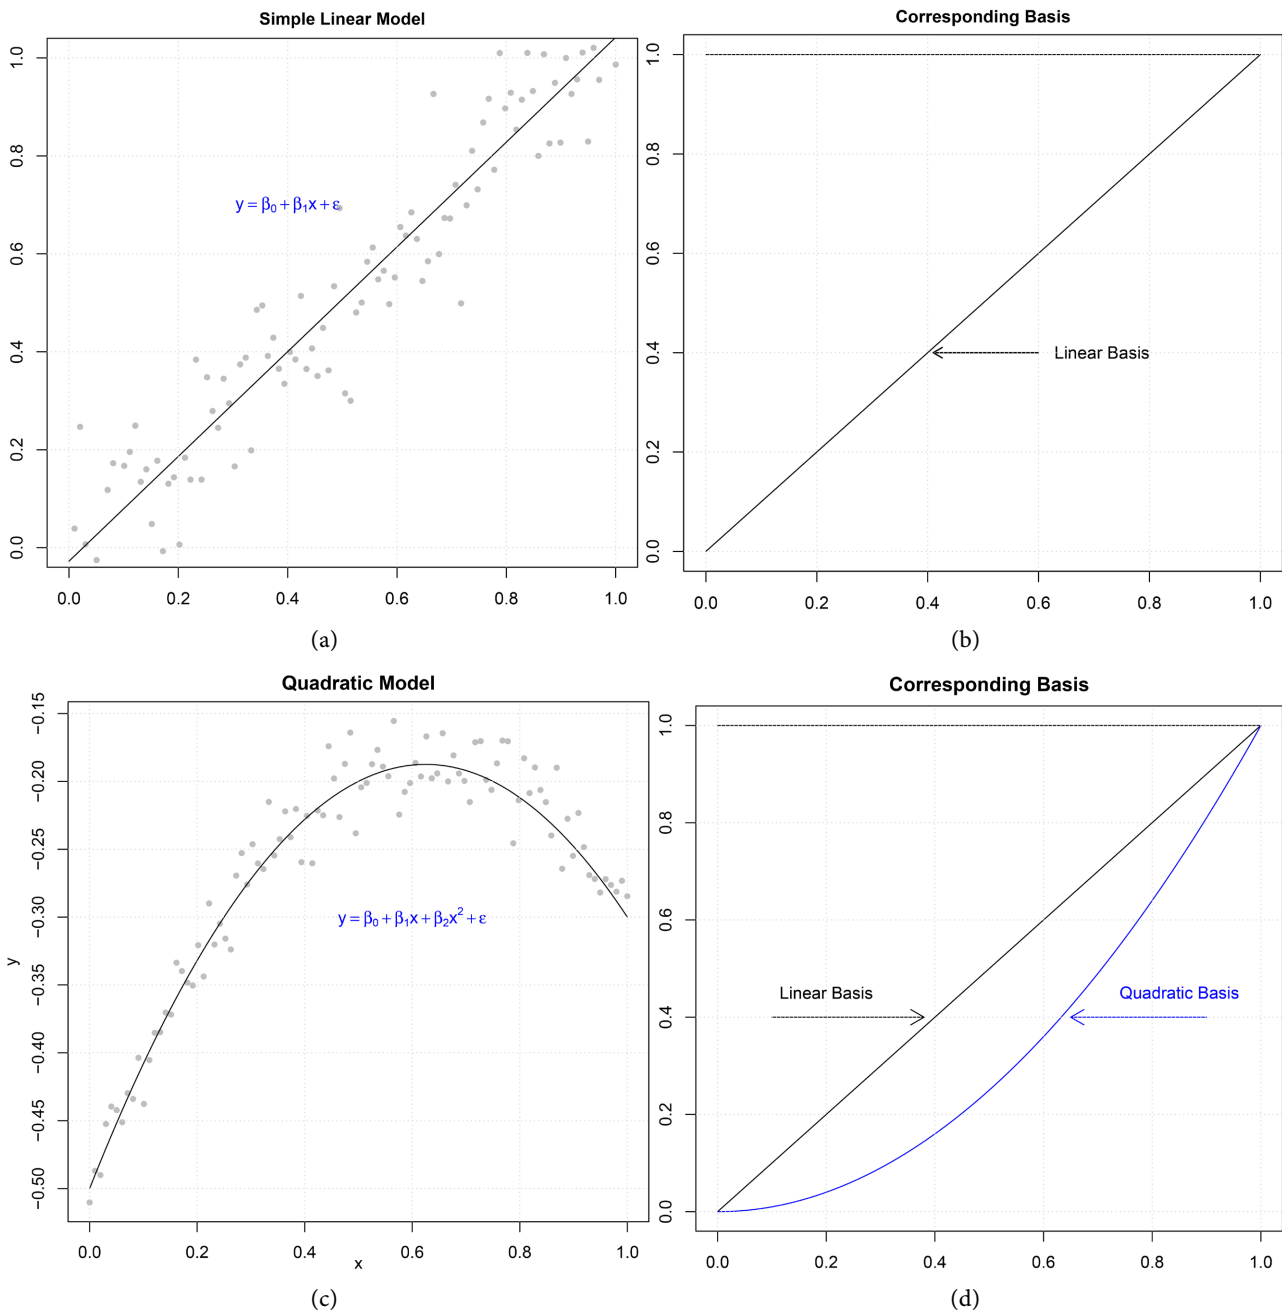 Simple Linear Model
1.0
0.8
0.6
0.4
0.2
0.0
y = β₀ + β₁x + ε
0.0 0.2 0.4 0.6 0.8 1.0
(a)
Corresponding Basis
1.0
0.8
0.6
0.4
0.2
0.0
Linear Basis
0.0 0.2 0.4 0.6 0.8 1.0
(b)
Quadratic Model
−0.15
−0.20
−0.25
−0.30
−0.35
−0.40
−0.45
−0.50
y
y = β₀ + β₁x + β₂x² + ε
0.0 0.2 0.4 0.6 0.8 1.0
x
(c)
Corresponding Basis
1.0
0.8
0.6
0.4
0.2
0.0
Linear Basis
Quadratic Basis
0.0 0.2 0.4 0.6 0.8 1.0
(d)